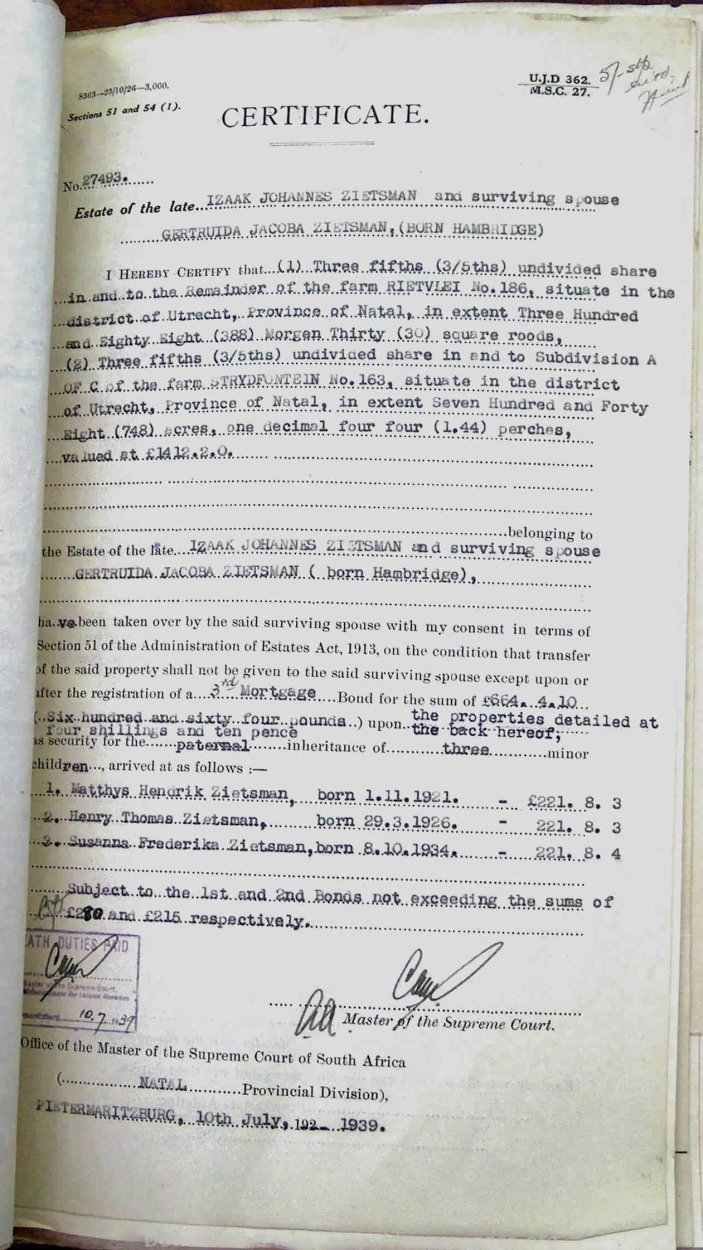 8363—25/10/26—3,000.
Sections 51 and 54 (1).
U.J.D 362.
M.S.C. 27.
CERTIFICATE.
No. 27493.
Estate of the late IZAAK JOHANNES ZIETSMAN and surviving spouse
GERTRUIDA JACOBA ZIETSMAN, (BORN HAMBRIDGE)
I HEREBY CERTIFY that (1) Three fifths (3/5ths) undivided share
in and to the Remainder of the farm RIETVLEI No.186, situate in the
district of Utrecht, Province of Natal, in extent Three Hundred
and Eighty Eight (388) Morgen Thirty (30) square roods,
(2) Three fifths (3/5ths) undivided share in and to Subdivision A
OF C of the farm STRYDFONTEIN No.163, situate in the district
of Utrecht, Province of Natal, in extent Seven Hundred and Forty
Eight (748) acres, one decimal four four (1.44) perches,
valued at £1412.2.0.
belonging to
the Estate of the late IZAAK JOHANNES ZIETSMAN and surviving spouse
GERTRUIDA JACOBA ZIETSMAN ( born Hambridge),
ha ve been taken over by the said surviving spouse with my consent in terms of
Section 51 of the Administration of Estates Act, 1913, on the condition that transfer
of the said property shall not be given to the said surviving spouse except upon or
after the registration of a 3rd Mortgage Bond for the sum of £664. 4.10
(Six hundred and sixty four pounds ) upon the properties detailed at
four shillings and ten pence the back hereof,
as security for the paternal inheritance of three minor
children, arrived at as follows :—
1. Matthys Hendrik Zietsman, born 1.11.1921. - £221. 8. 3
2. Henry Thomas Zietsman, born 29.3.1926. - 221. 8. 3
3. Susanna Frederika Zietsman, born 8.10.1934. - 221. 8. 4
Subject to the 1st and 2nd Bonds not exceeding the sums of
£280 and £215 respectively.
ATH DUTIES PAID
Master of the Supreme Court,
10.7.1939
Master of the Supreme Court.
Office of the Master of the Supreme Court of South Africa
(NATAL Provincial Division),
PIETERMARITZBURG, 10th July, 192 1939.